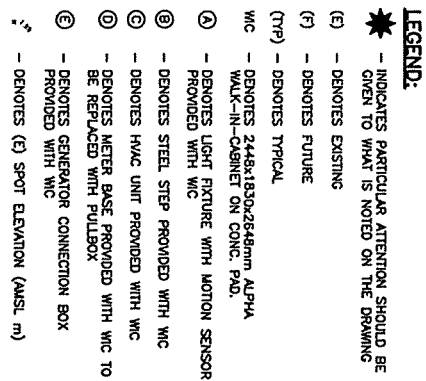 LEGEND:
– INDICATES PARTICULAR ATTENTION SHOULD BE
GIVEN TO WHAT IS NOTED ON THE DRAWING
(E) – DENOTES EXISTING
(F) – DENOTES FUTURE
(TYP) – DENOTES TYPICAL
WIC – DENOTES 2448x1830x2648mm ALPHA
WALK-IN-CABINET ON CONC. PAD.
A – DENOTES LIGHT FIXTURE WITH MOTION SENSOR
PROVIDED WITH WIC
B – DENOTES STEEL STEP PROVIDED WITH WIC
C – DENOTES HVAC UNIT PROVIDED WITH WIC
D – DENOTES METER BASE PROVIDED WITH WIC TO
BE REPLACED WITH PULLBOX
E – DENOTES GENERATOR CONNECTION BOX
PROVIDED WITH WIC
– DENOTES (E) SPOT ELEVATION (AMSL m)